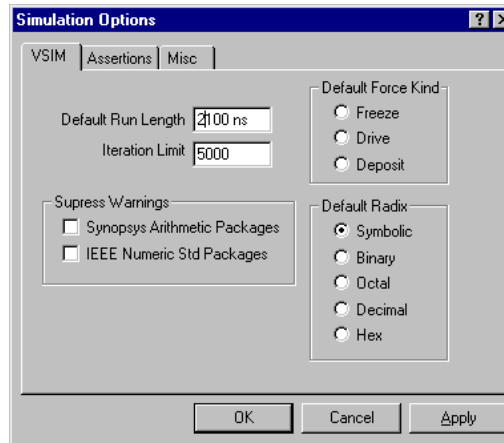 Simulation Options
VSIM Assertions Misc
Default Run Length 2100 ns
Iteration Limit 5000
Supress Warnings
Synopsys Arithmetic Packages
IEEE Numeric Std Packages
Default Force Kind
Freeze
Drive
Deposit
Default Radix
Symbolic
Binary
Octal
Decimal
Hex
OK Cancel Apply